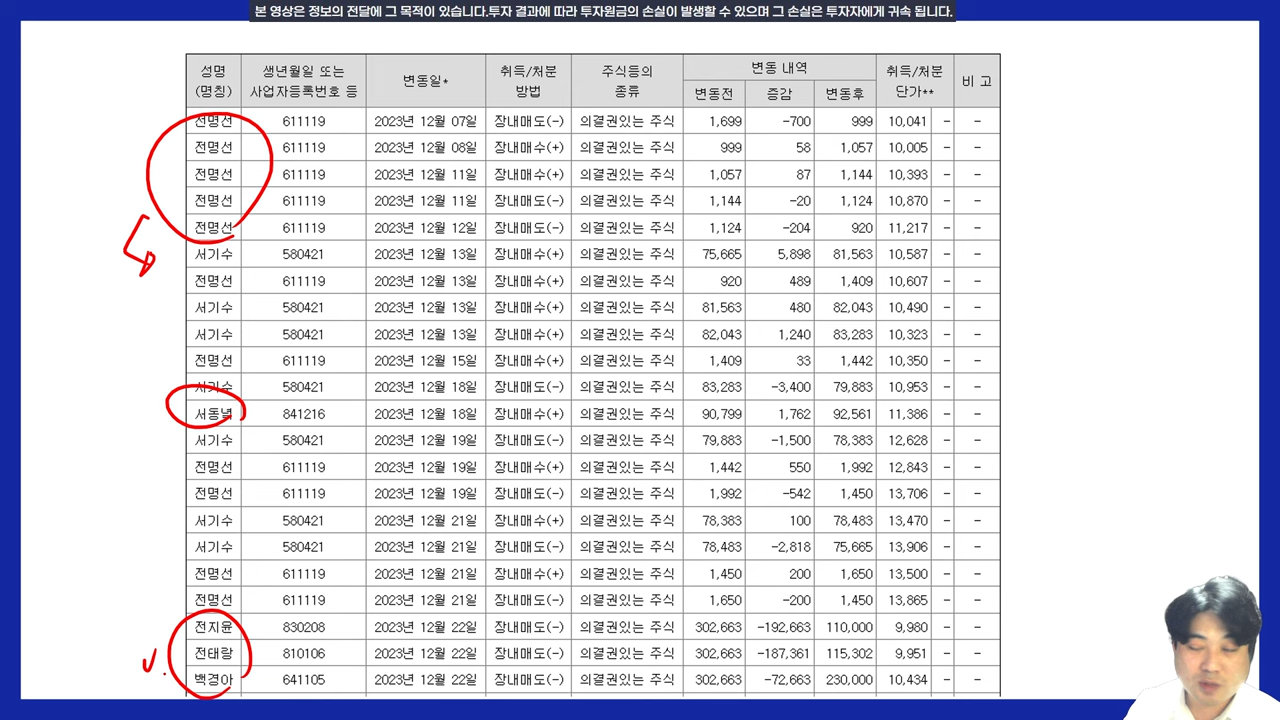 본 영상은 정보의 전달에 그 목적이 있습니다.투자 결과에 따라 투자원금의 손실이 발생할 수 있으며 그 손실은 투자자에게 귀속 됩니다.
성명 (명칭) 생년월일 또는 사업자등록번호 등 변동일* 취득/처분 방법 주식등의 종류 변동 내역 취득/처분 단가** 비 고
변동전 증감 변동후
전명선 611119 2023년 12월 07일 장내매도(-) 의결권있는 주식 1,699 -700 999 10,041 - -
전명선 611119 2023년 12월 08일 장내매수(+) 의결권있는 주식 999 58 1,057 10,005 - -
전명선 611119 2023년 12월 11일 장내매수(+) 의결권있는 주식 1,057 87 1,144 10,393 - -
전명선 611119 2023년 12월 11일 장내매도(-) 의결권있는 주식 1,144 -20 1,124 10,870 - -
전명선 611119 2023년 12월 12일 장내매도(-) 의결권있는 주식 1,124 -204 920 11,217 - -
서기수 580421 2023년 12월 13일 장내매수(+) 의결권있는 주식 75,665 5,898 81,563 10,587 - -
전명선 611119 2023년 12월 13일 장내매수(+) 의결권있는 주식 920 489 1,409 10,607 - -
서기수 580421 2023년 12월 13일 장내매수(+) 의결권있는 주식 81,563 480 82,043 10,490 - -
서기수 580421 2023년 12월 13일 장내매수(+) 의결권있는 주식 82,043 1,240 83,283 10,323 - -
전명선 611119 2023년 12월 15일 장내매수(+) 의결권있는 주식 1,409 33 1,442 10,350 - -
서기수 580421 2023년 12월 18일 장내매도(-) 의결권있는 주식 83,283 -3,400 79,883 10,953 - -
서동녘 841216 2023년 12월 18일 장내매수(+) 의결권있는 주식 90,799 1,762 92,561 11,386 - -
서기수 580421 2023년 12월 19일 장내매도(-) 의결권있는 주식 79,883 -1,500 78,383 12,628 - -
전명선 611119 2023년 12월 19일 장내매수(+) 의결권있는 주식 1,442 550 1,992 12,843 - -
전명선 611119 2023년 12월 19일 장내매도(-) 의결권있는 주식 1,992 -542 1,450 13,706 - -
서기수 580421 2023년 12월 21일 장내매수(+) 의결권있는 주식 78,383 100 78,483 13,470 - -
서기수 580421 2023년 12월 21일 장내매도(-) 의결권있는 주식 78,483 -2,818 75,665 13,906 - -
전명선 611119 2023년 12월 21일 장내매수(+) 의결권있는 주식 1,450 200 1,650 13,500 - -
전명선 611119 2023년 12월 21일 장내매도(-) 의결권있는 주식 1,650 -200 1,450 13,865 - -
전지윤 830208 2023년 12월 22일 장내매도(-) 의결권있는 주식 302,663 -192,663 110,000 9,980 - -
전태랑 810106 2023년 12월 22일 장내매도(-) 의결권있는 주식 302,663 -187,361 115,302 9,951 - -
백경아 641105 2023년 12월 22일 장내매도(-) 의결권있는 주식 302,663 -72,663 230,000 10,434 - -